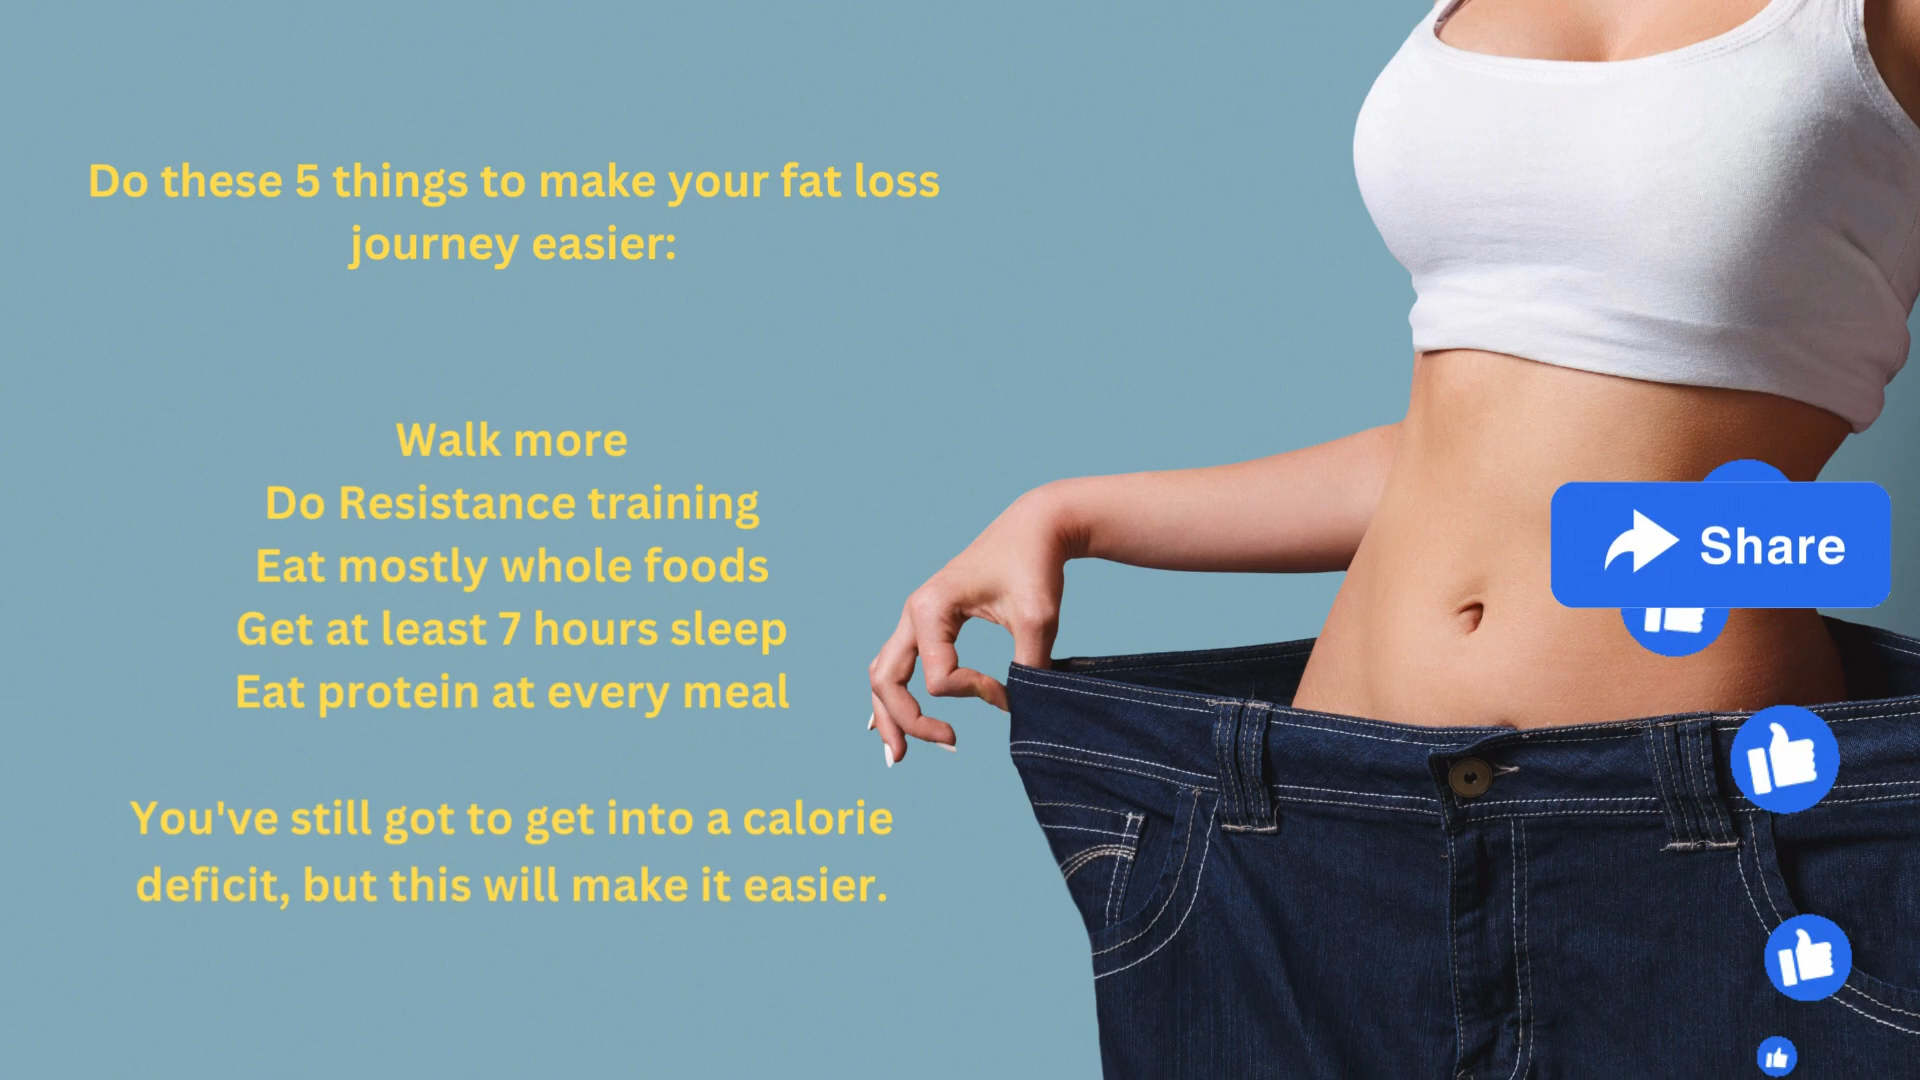 Do these 5 things to make your fat loss
journey easier:
Walk more
Do Resistance training
Eat mostly whole foods
Get at least 7 hours sleep
Eat protein at every meal
You've still got to get into a calorie
deficit, but this will make it easier.
Share